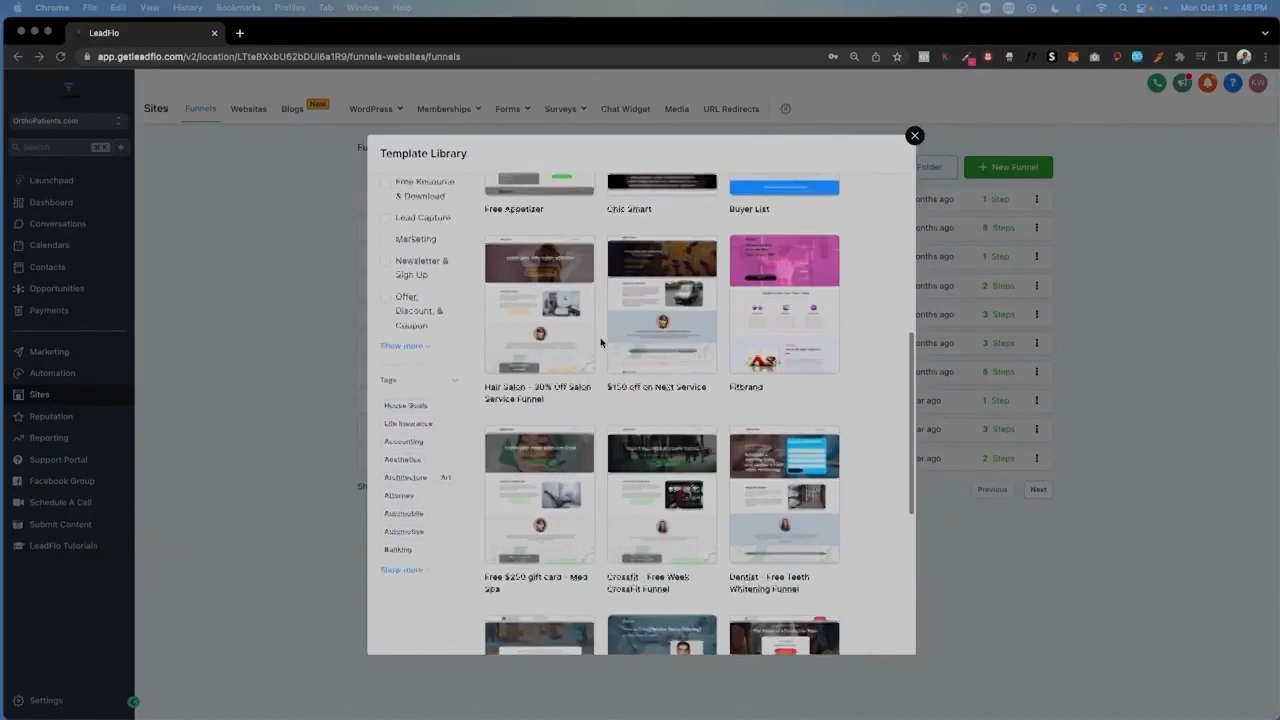 Chrome File Edit View History Bookmarks Profiles Tab Window Help Mon Oct 31 3:48 PM
LeadFlo
app.getleadflo.com/v2/location/LTteBXxbU62bDUI6a1R9/funnels-websites/funnels
Sites Funnels Websites Blogs New WordPress Memberships Forms Surveys Chat Widget Media URL Redirects
KW
OrthoPatients.com
Search ⌘ K
Launchpad
Dashboard
Conversations
Calendars
Contacts
Opportunities
Payments
Marketing
Automation
Sites
Reputation
Reporting
Support Portal
Facebook Group
Schedule A Call
Submit Content
LeadFlo Tutorials
Settings
Template Library
Free Resource
& Download
Lead Capture
Marketing
Newsletter &
Sign Up
Offer,
Discount, &
Coupon
Show more
Tags
House Goals
Life Insurance
Accounting
Aesthetics
Architecture Art
Attorney
Automobile
Automotive
Banking
Show more
Free Appetizer Chic Smart Buyer List
Hair Salon - 30% Off Salon
Service Funnel
$150 off on Next Service
Fitbrand
Free $250 gift card - Med
Spa
Crossfit - Free Week
CrossFit Funnel
Dentist - Free Teeth
Whitening Funnel
Fu
Folder + New Funnel
onths ago 1 Step
onths ago 8 Steps
onths ago 1 Step
onths ago 2 Steps
onths ago 3 Steps
onths ago 3 Steps
onths ago 8 Steps
ar ago 1 Step
ar ago 3 Steps
ar ago 2 Steps
Sh
Previous Next